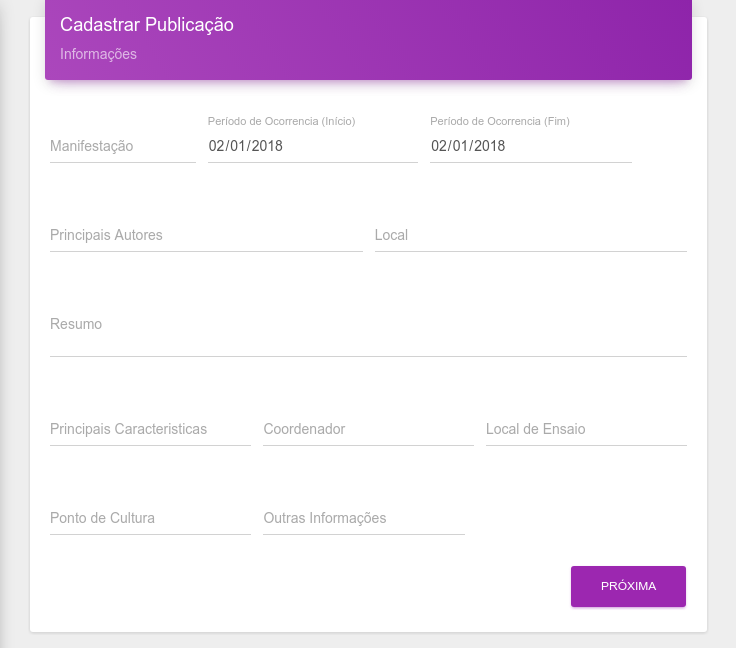 Cadastrar Publicação
Informações
Período de Ocorrencia (Início) Período de Ocorrencia (Fim)
Manifestação 02/01/2018 02/01/2018
Principais Autores Local
Resumo
Principais Caracteristicas Coordenador Local de Ensaio
Ponto de Cultura Outras Informações
PRÓXIMA